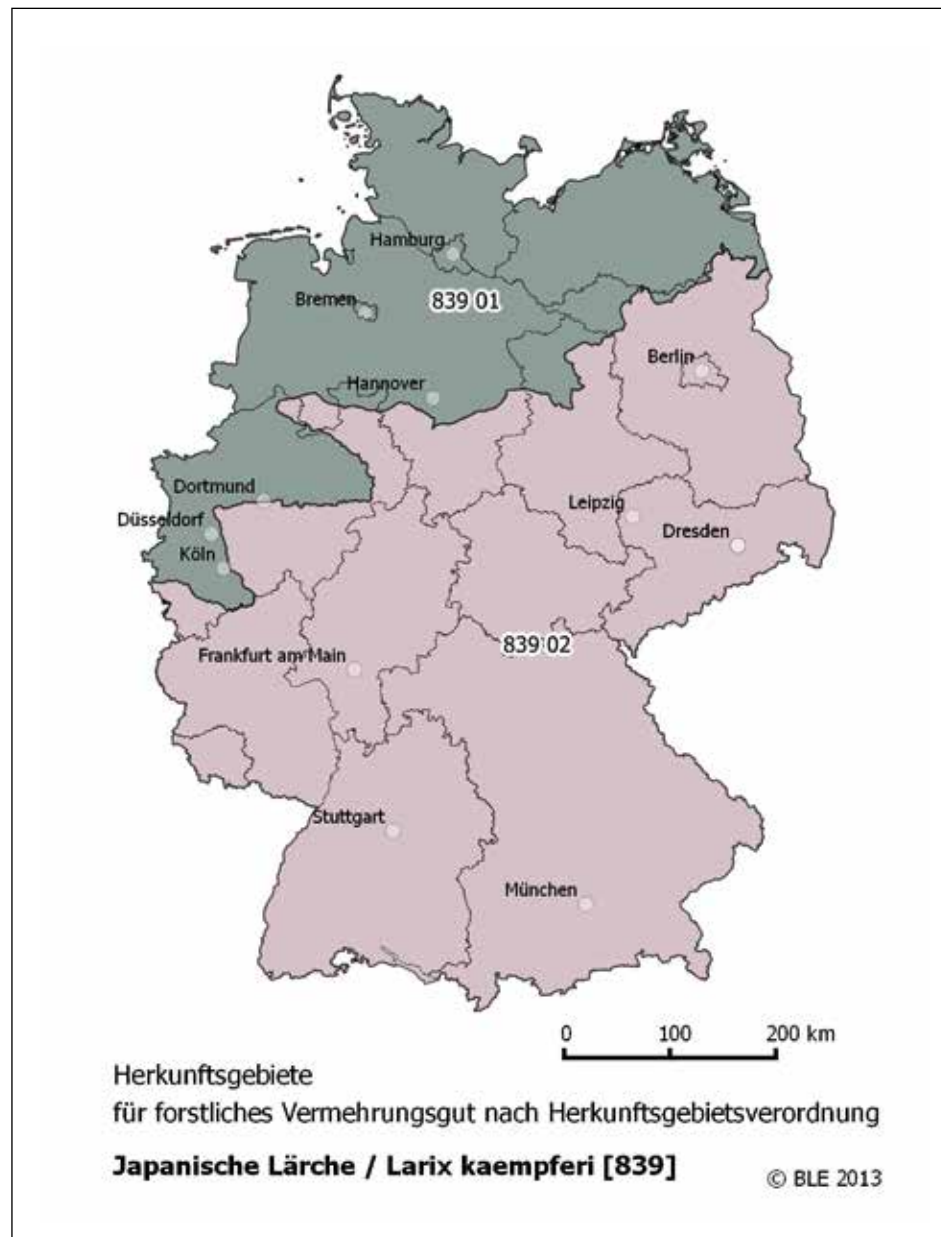 Hamburg
Bremen
839 01
Berlin
Hannover
Dortmund
Leipzig
Düsseldorf
Dresden
Köln
839 02
Frankfurt am Main
Stuttgart
München
0 100 200 km
Herkunftsgebiete
für forstliches Vermehrungsgut nach Herkunftsgebietsverordnung
Japanische Lärche / Larix kaempferi [839]
© BLE 2013